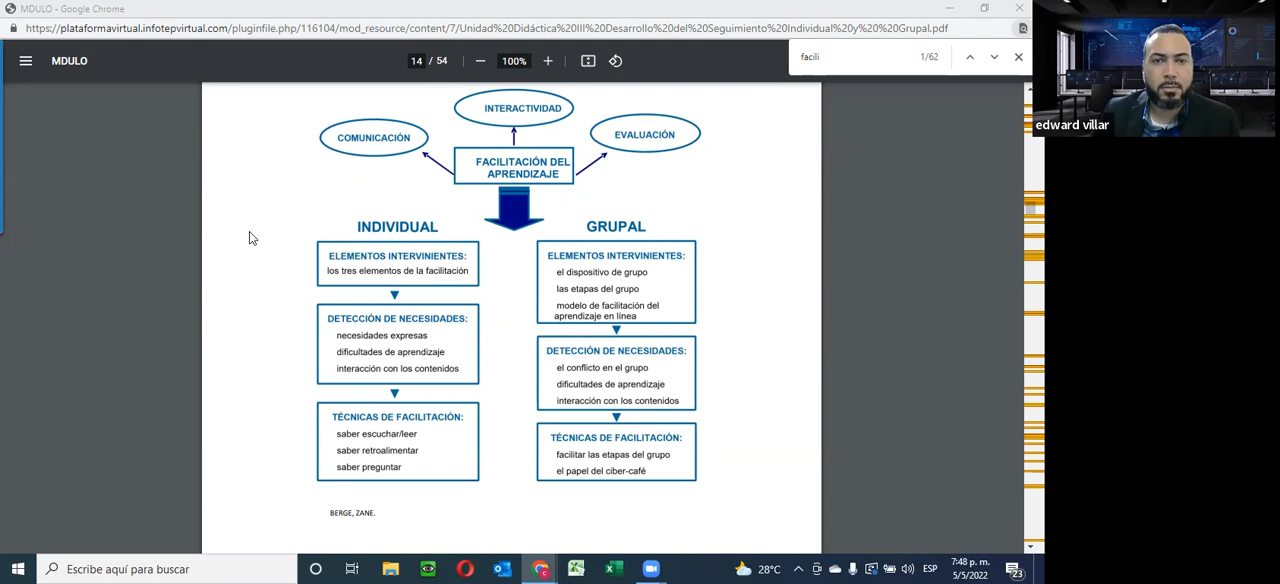 MDULO - Google Chrome
https://plataformavirtual.infotepvirtual.com/pluginfile.php/116104/mod_resource/content/7/Unidad%20Didáctica%20III%20Desarrollo%20del%20Seguimiento%20Individual%20y%20%20Grupal.pdf
MDULO
14 / 54
100%
facili
1/62
edward villar
INTERACTIVIDAD
COMUNICACIÓN
EVALUACIÓN
FACILITACIÓN DEL
APRENDIZAJE
INDIVIDUAL
ELEMENTOS INTERVINIENTES:
los tres elementos de la facilitación
DETECCIÓN DE NECESIDADES:
necesidades expresas
dificultades de aprendizaje
interacción con los contenidos
TÉCNICAS DE FACILITACIÓN:
saber escuchar/leer
saber retroalimentar
saber preguntar
GRUPAL
ELEMENTOS INTERVINIENTES:
el dispositivo de grupo
las etapas del grupo
modelo de facilitación del
aprendizaje en línea
DETECCIÓN DE NECESIDADES:
el conflicto en el grupo
dificultades de aprendizaje
interacción con los contenidos
TÉCNICAS DE FACILITACIÓN:
facilitar las etapas del grupo
el papel del ciber-café
BERGE, ZANE.
Escribe aquí para buscar
28°C
ESP
7:48 p. m.
5/5/2022
23